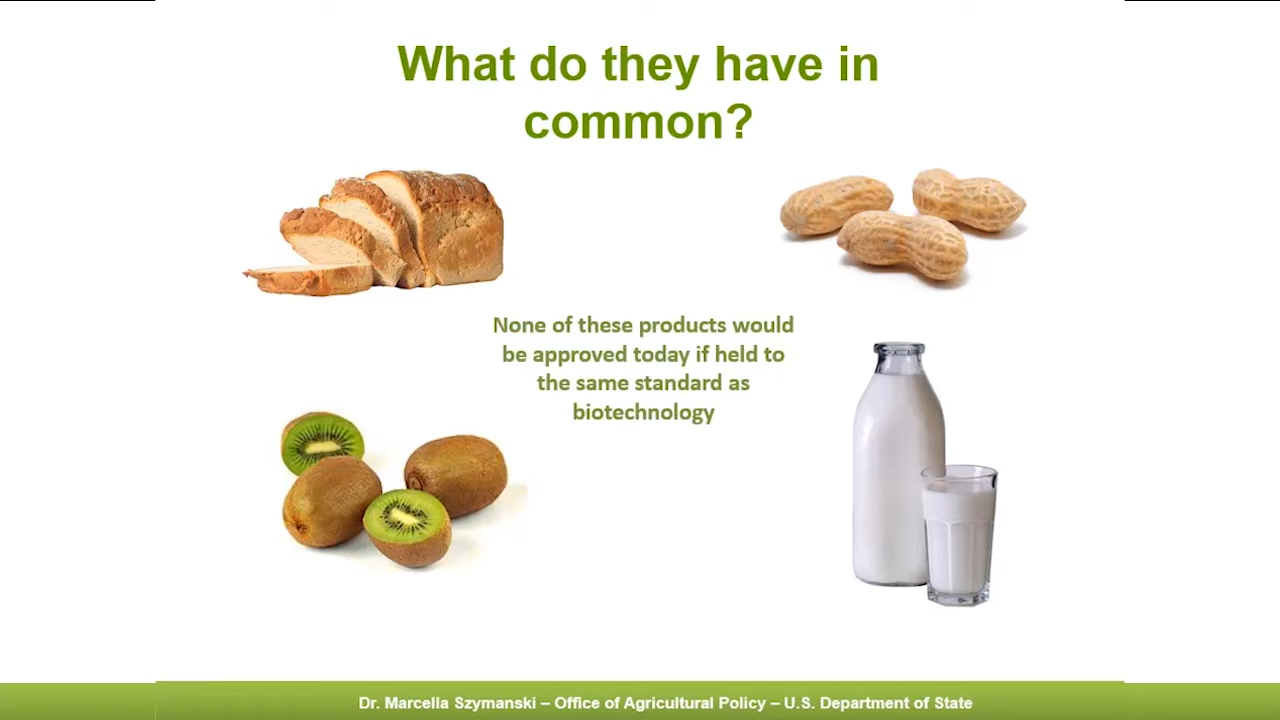 What do they have in
common?
None of these products would
be approved today if held to
the same standard as
biotechnology
Dr. Marcella Szymanski – Office of Agricultural Policy – U.S. Department of State